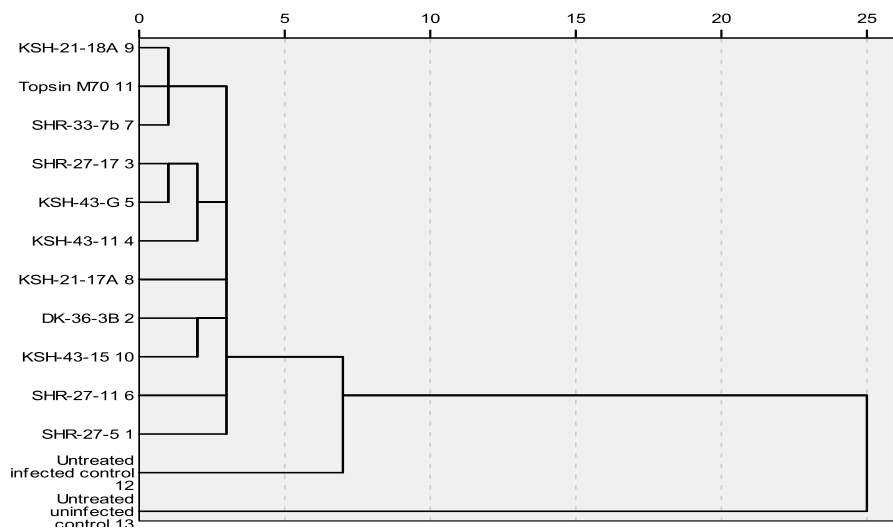 0 5 10 15 20 25
KSH-21-18A 9
Topsin M70 11
SHR-33-7b 7
SHR-27-17 3
KSH-43-G 5
KSH-43-11 4
KSH-21-17A 8
DK-36-3B 2
KSH-43-15 10
SHR-27-11 6
SHR-27-5 1
Untreated
infected control
12
Untreated
uninfected
control 13